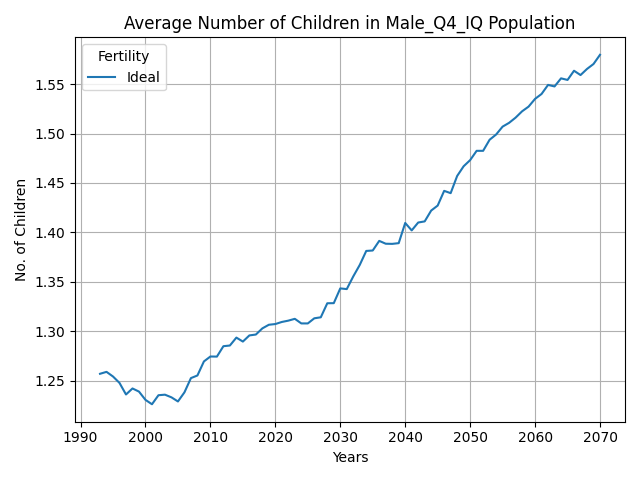 Average Number of Children in Male_Q4_IQ Population
Fertility
Ideal
1.55
1.50
1.45
1.40
1.35
1.30
1.25
No. of Children
1990 2000 2010 2020 2030 2040 2050 2060 2070
Years